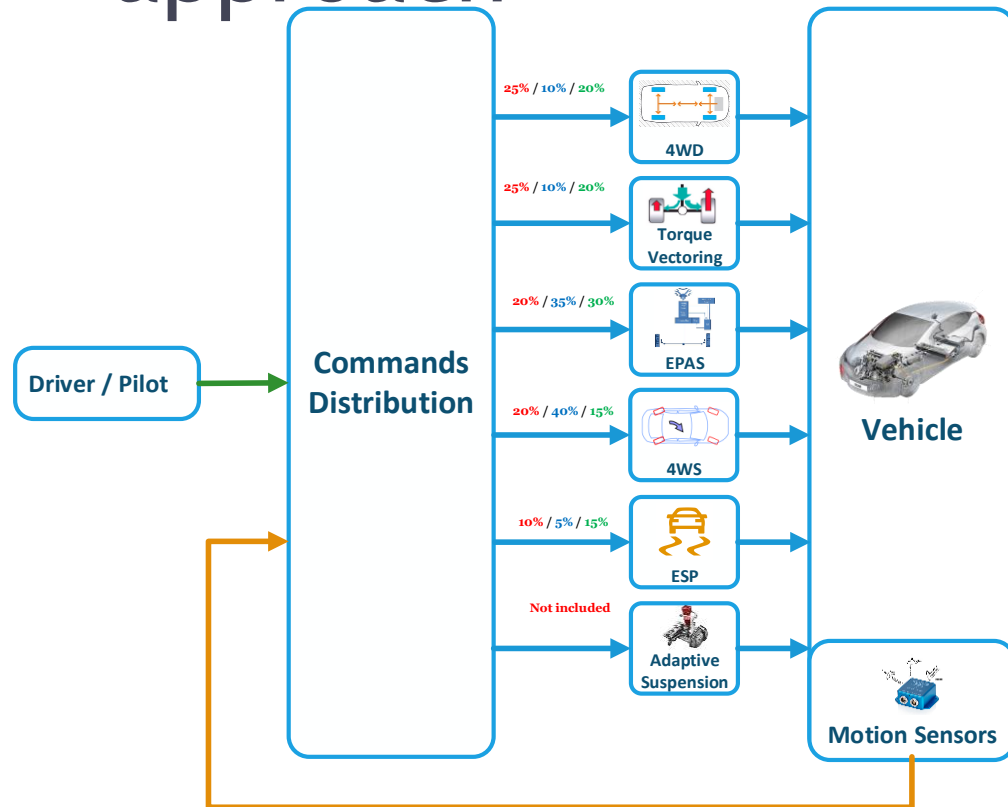 approach
25% / 10% / 20%
4WD
25% / 10% / 20%
Torque
Vectoring
20% / 35% / 30%
EPAS
Driver / Pilot
Commands
Distribution
20% / 40% / 15%
4WS
Vehicle
10% / 5% / 15%
ESP
Not included
Adaptive
Suspension
Motion Sensors